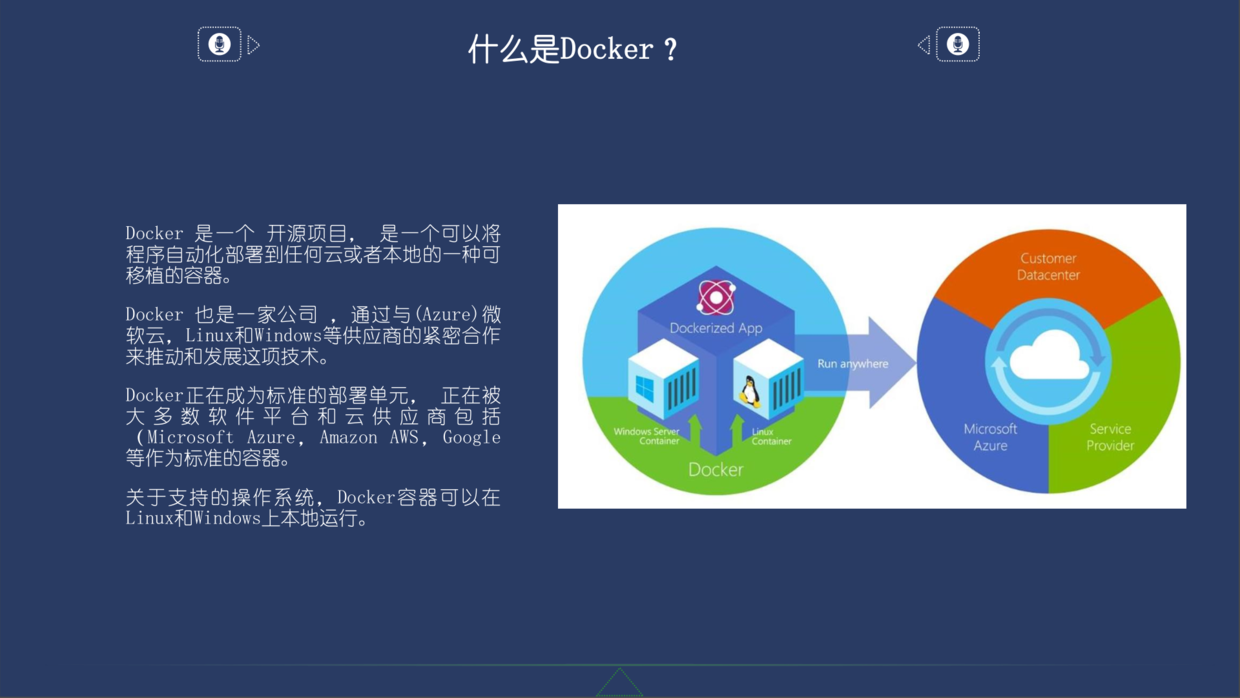 什么是Docker？
Docker 是一个 开源项目， 是一个可以将
程序自动化部署到任何云或者本地的一种可
移植的容器。
Docker 也是一家公司 ，通过与(Azure)微
软云，Linux和Windows等供应商的紧密合作
来推动和发展这项技术。
Docker正在成为标准的部署单元， 正在被
大多数软件平台和云供应商包括
（Microsoft Azure, Amazon AWS, Google
等作为标准的容器。
关于支持的操作系统，Docker容器可以在
Linux和Windows上本地运行。
Dockerized App
Windows Server
Container
Linux
Container
Docker
Run anywhere
Customer
Datacenter
Microsoft
Azure
Service
Provider